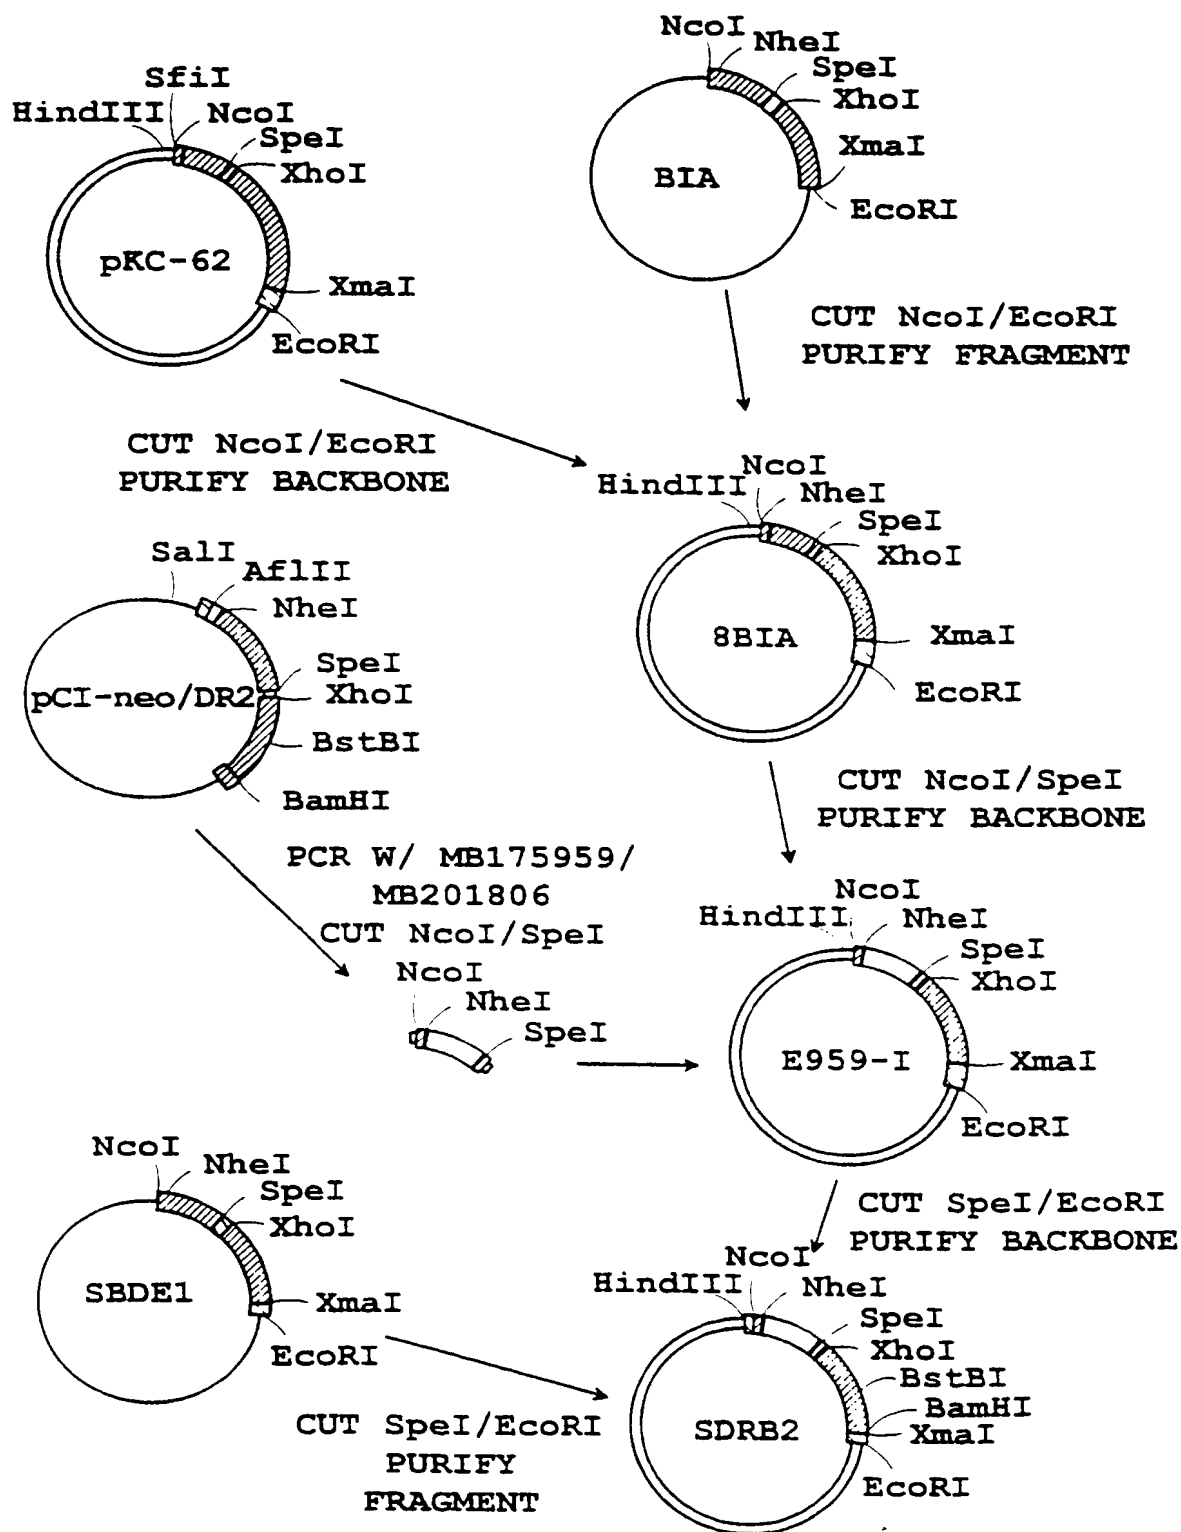 SfiI
HindIII
NcoI
SpeI
XhoI
pKC-62
XmaI
EcoRI
NcoI
NheI
SpeI
XhoI
BIA
XmaI
EcoRI
CUT NcoI/EcoRI
PURIFY FRAGMENT
CUT NcoI/EcoRI
PURIFY BACKBONE
NcoI
HindIII
NheI
SpeI
XhoI
8BIA
XmaI
EcoRI
SalI
AflII
NheI
SpeI
XhoI
pCI-neo/DR2
BstBI
BamHI
CUT NcoI/SpeI
PURIFY BACKBONE
PCR W/ MB175959/
MB201806
CUT NcoI/SpeI
NcoI
NheI
SpeI
NcoI
HindIII
NheI
SpeI
XhoI
E959-I
XmaI
EcoRI
NcoI
NheI
SpeI
XhoI
SBDE1
XmaI
EcoRI
CUT SpeI/EcoRI
PURIFY BACKBONE
CUT SpeI/EcoRI
PURIFY
FRAGMENT
NcoI
HindIII
NheI
SpeI
XhoI
BstBI
BamHI
SDRB2
XmaI
EcoRI